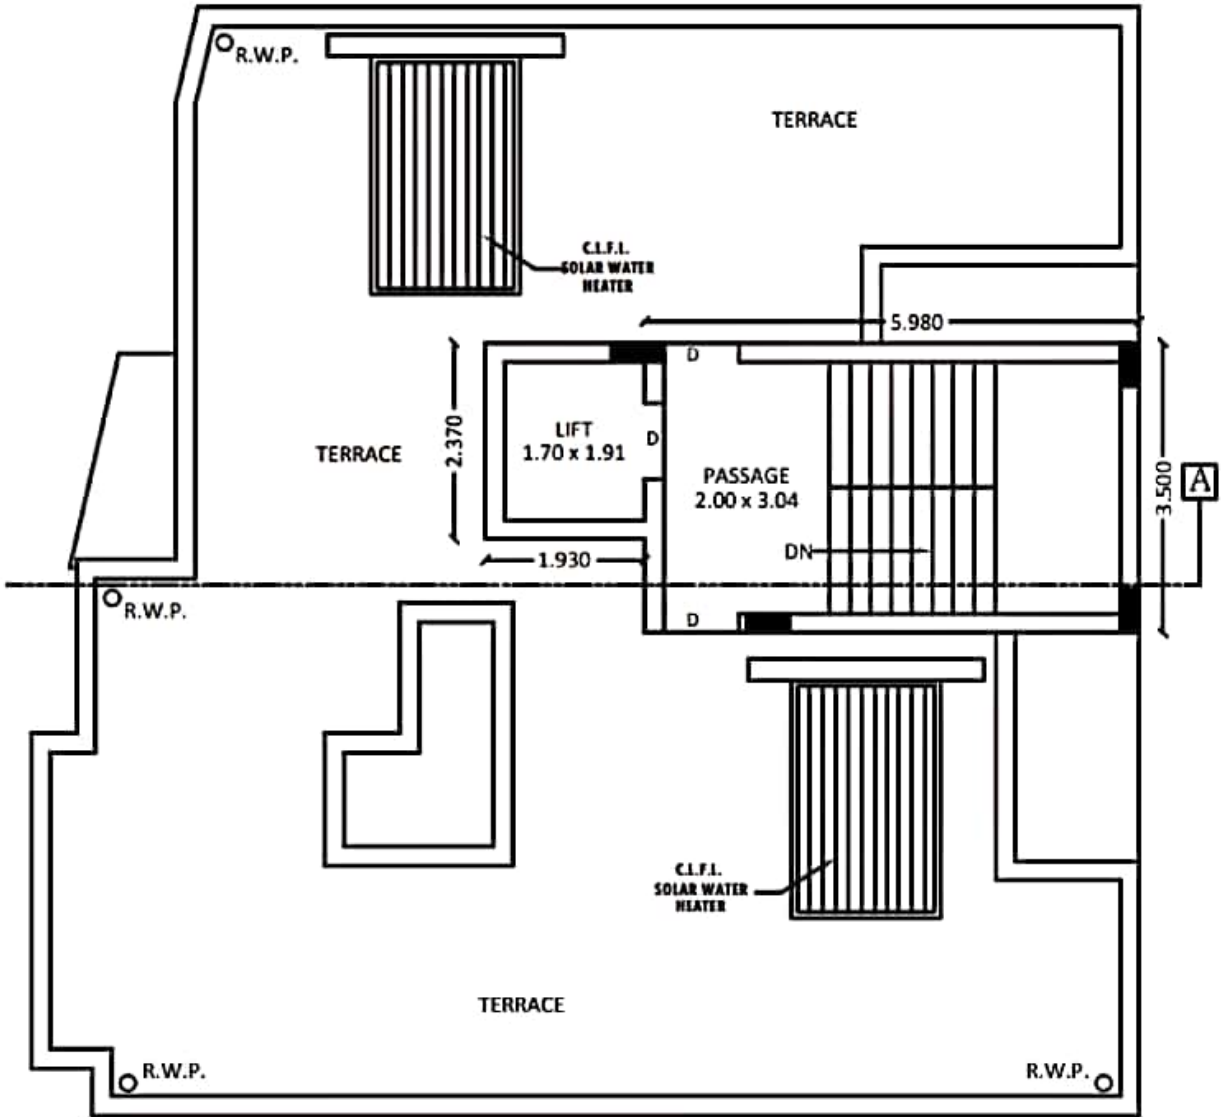 R.W.P.
TERRACE
C.L.F.L.
SOLAR WATER
HEATER
5.980
D
2.370
LIFT
1.70 x 1.91
D
TERRACE
PASSAGE
2.00 x 3.04
3.500
A
DN
1.930
R.W.P.
D
C.L.F.L.
SOLAR WATER
HEATER
TERRACE
R.W.P.
R.W.P.